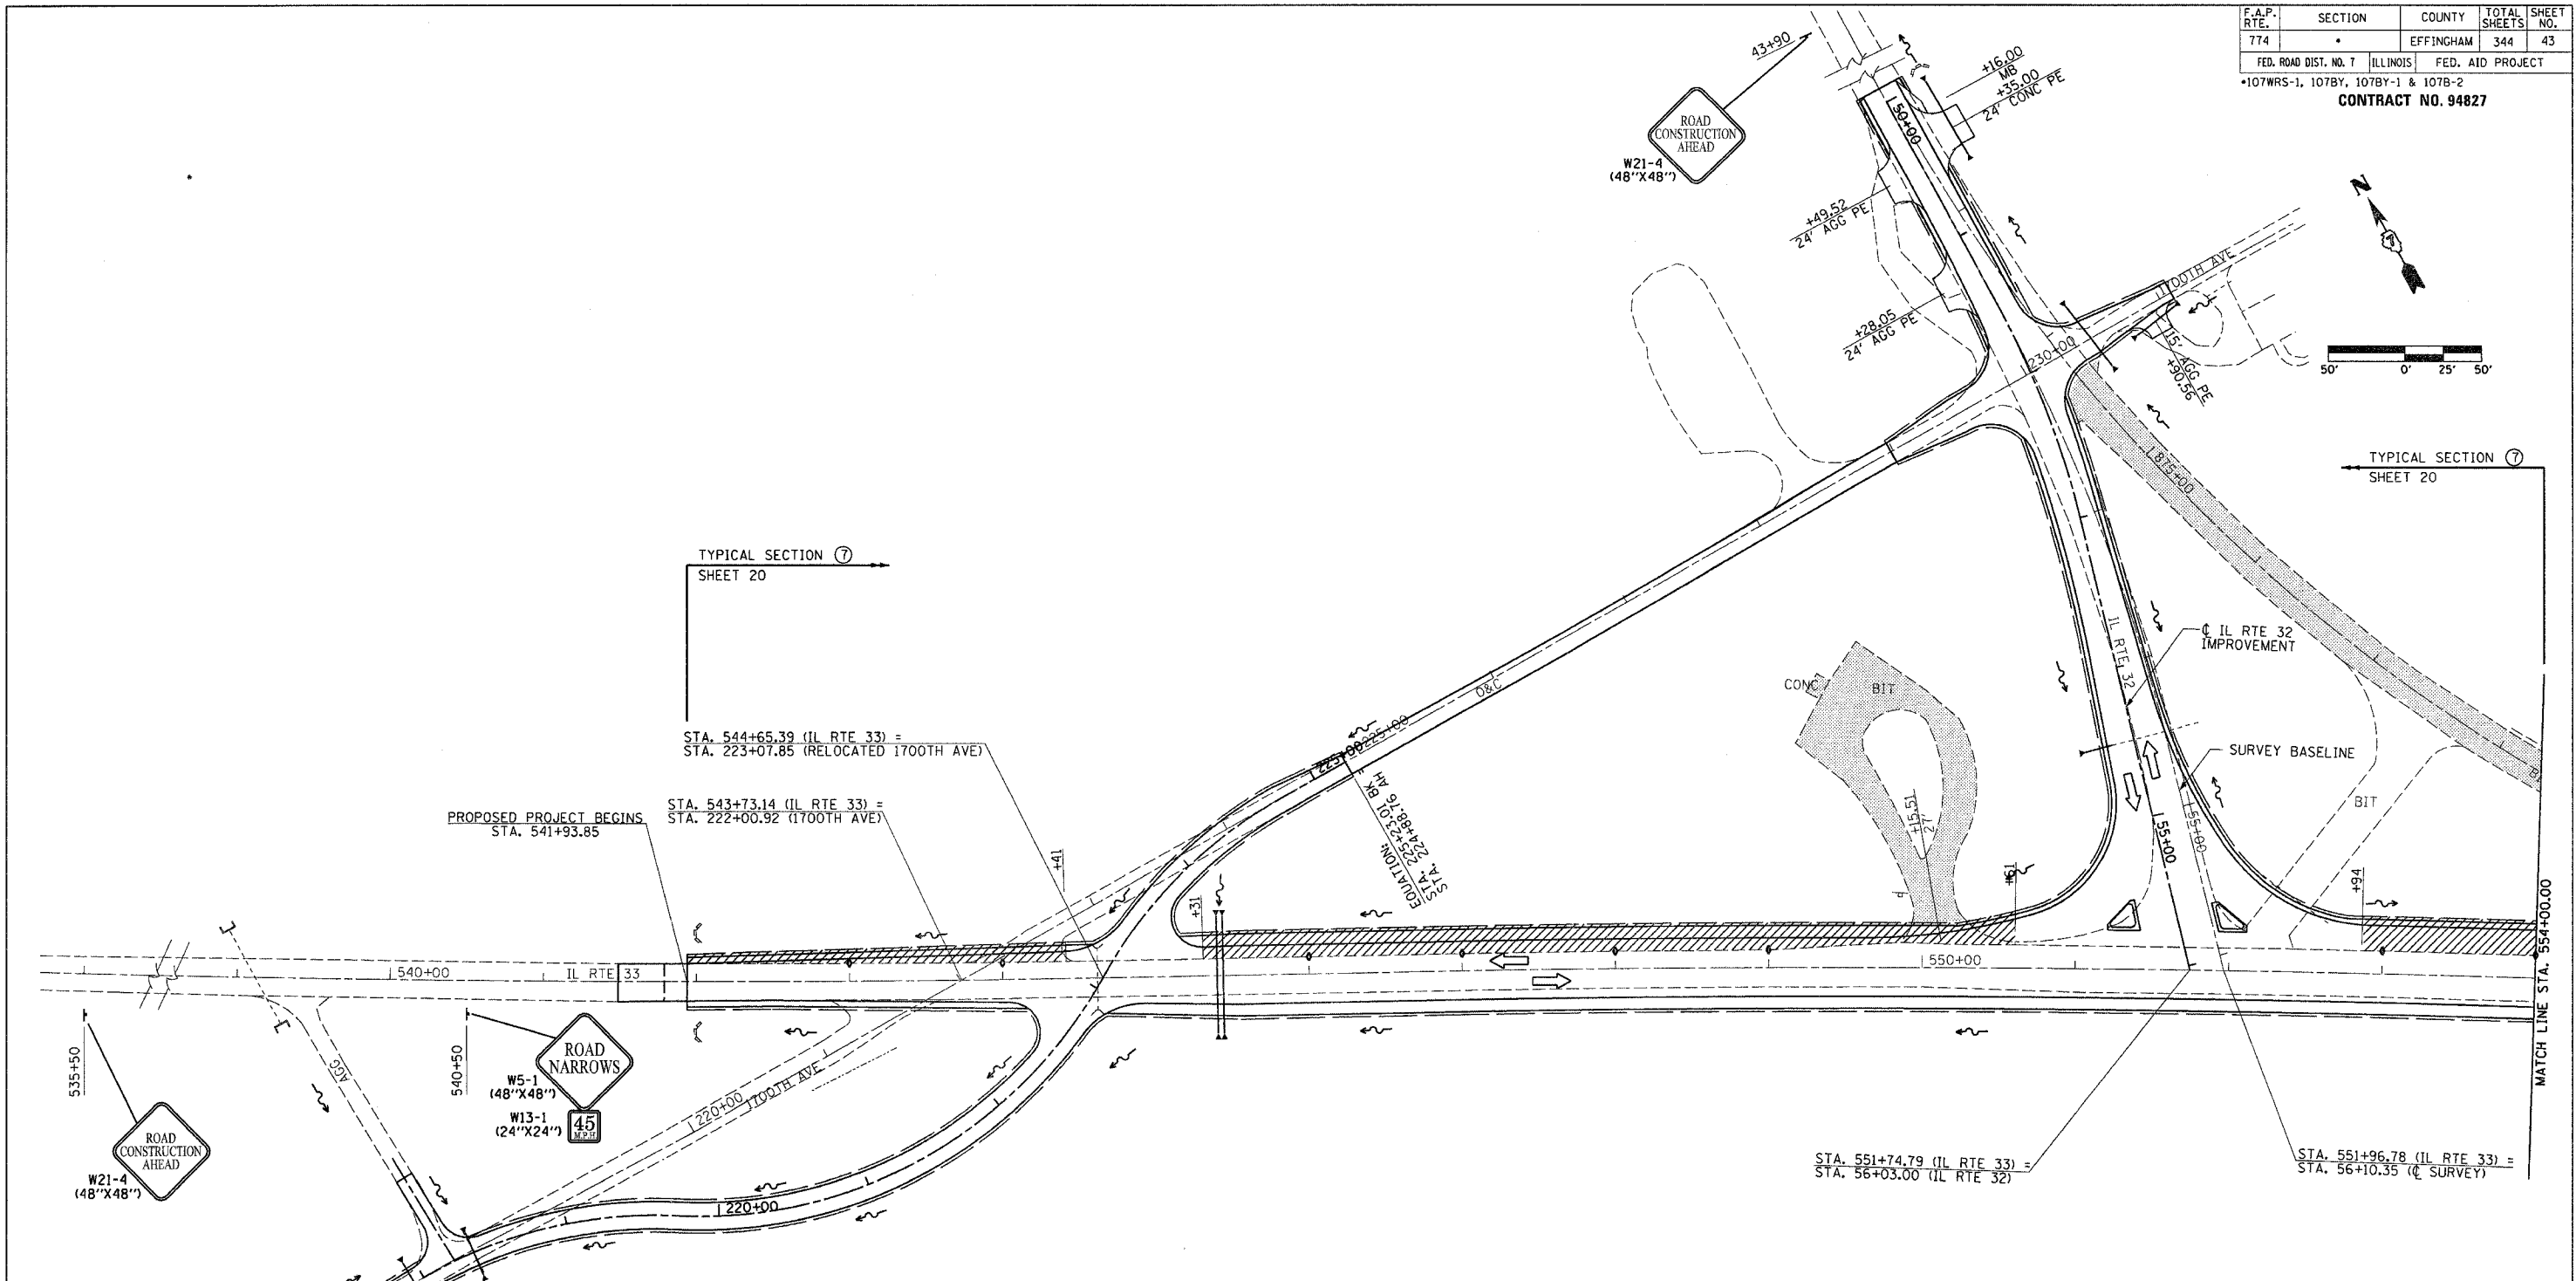 F.A.P. RTE. SECTION COUNTY TOTAL SHEETS SHEET NO.
774 • EFFINGHAM 344 43
FED. ROAD DIST. NO. 7 ILLINOIS FED. AID PROJECT
•107WRS-1, 107BY, 107BY-1 & 107B-2
CONTRACT NO. 94827
43+90
ROAD
CONSTRUCTION
AHEAD
W21-4
(48"X48")
+16.00
MB
+35.00
24' CONC PE
50+00
+49.52
24' AGG PE
+28.05
24' AGG PE
N
7
1700TH AVE
230+00
15' AGG PE
+90.56
50' 0' 25' 50'
TYPICAL SECTION 7
SHEET 20
875+00
TYPICAL SECTION 7
SHEET 20
IL RTE 32
℄ IL RTE 32
IMPROVEMENT
CONC
BIT
O&C
STA. 544+65.39 (IL RTE 33) =
STA. 223+07.85 (RELOCATED 1700TH AVE)
225+00
225+00
EQUATION:
STA. 225+23.01 BK
STA. 224+88.76 AH
SURVEY BASELINE
BIT
PROPOSED PROJECT BEGINS
STA. 541+93.85
STA. 543+73.14 (IL RTE 33) =
STA. 222+00.92 (1700TH AVE)
+41
+31
+15.51
27'
+61
55+00
55+00
+94
540+00
IL RTE 33
550+00
MATCH LINE STA. 554+00.00
535+50
AGG
540+50
ROAD
NARROWS
W5-1
(48"X48")
W13-1
(24"X24")
45
M.P.H
220+00
1700TH AVE
ROAD
CONSTRUCTION
AHEAD
W21-4
(48"X48")
220+00
STA. 551+74.79 (IL RTE 33) =
STA. 56+03.00 (IL RTE 32)
STA. 551+96.78 (IL RTE 33) =
STA. 56+10.35 (℄ SURVEY)